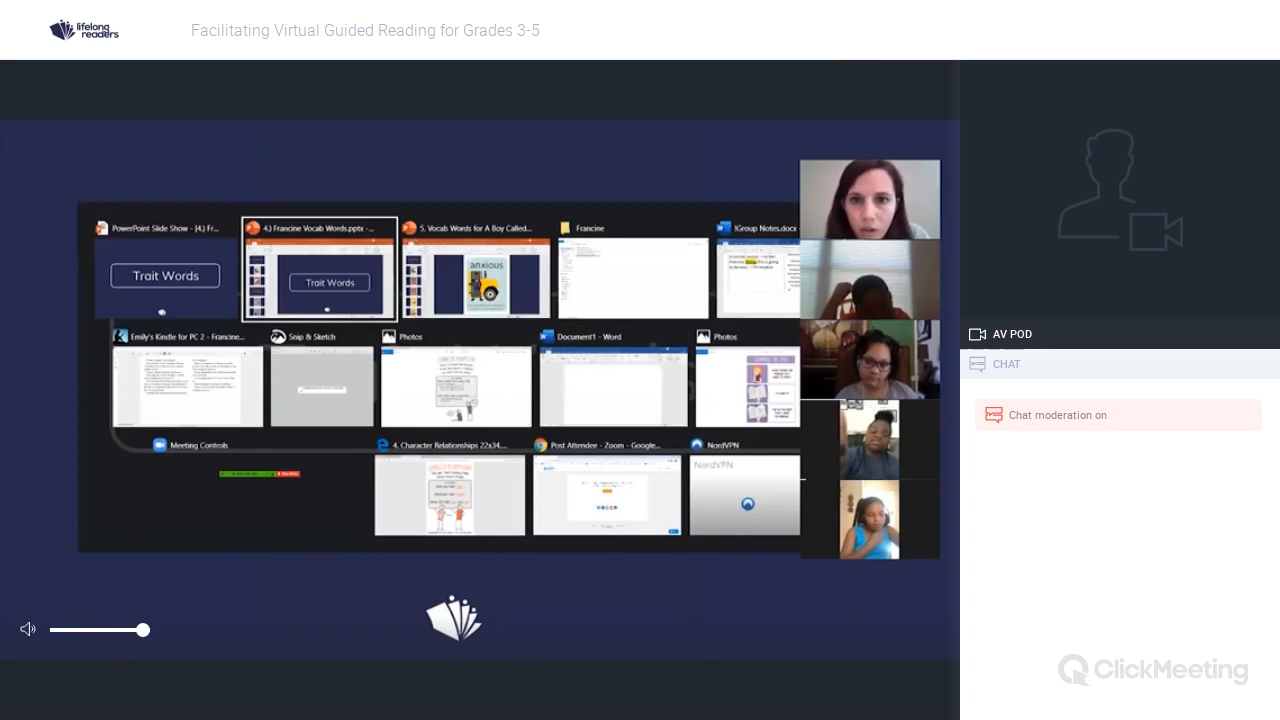 lifelong
readers
Facilitating Virtual Guided Reading for Grades 3-5
PowerPoint Slide Show - [4.) Fr...
4.) Francine Vocab Words.pptx -...
5. Vocab Words for A Boy Called...
Francine
!Group Notes.docx -
Trait Words
Trait Words
anxious
Emily's Kindle for PC 2 - Francine...
Snip & Sketch
Photos
Document1 - Word
Photos
Meeting Controls
4. Character Relationships 22x34....
Post Attendee - Zoom - Google...
NordVPN
NordVPN
AV POD
CHAT
Chat moderation on
ClickMeeting